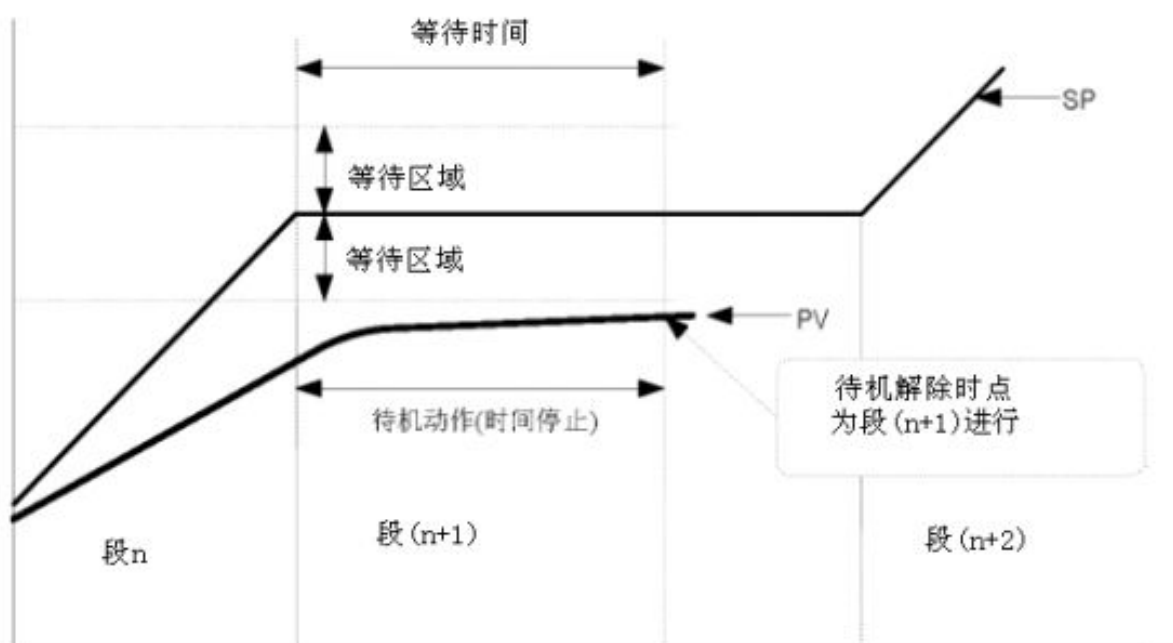 等待时间
SP
等待区域
等待区域
PV
待机解除时点
为段(n+1)进行
待机动作(时间停止)
段n
段(n+1)
段(n+2)